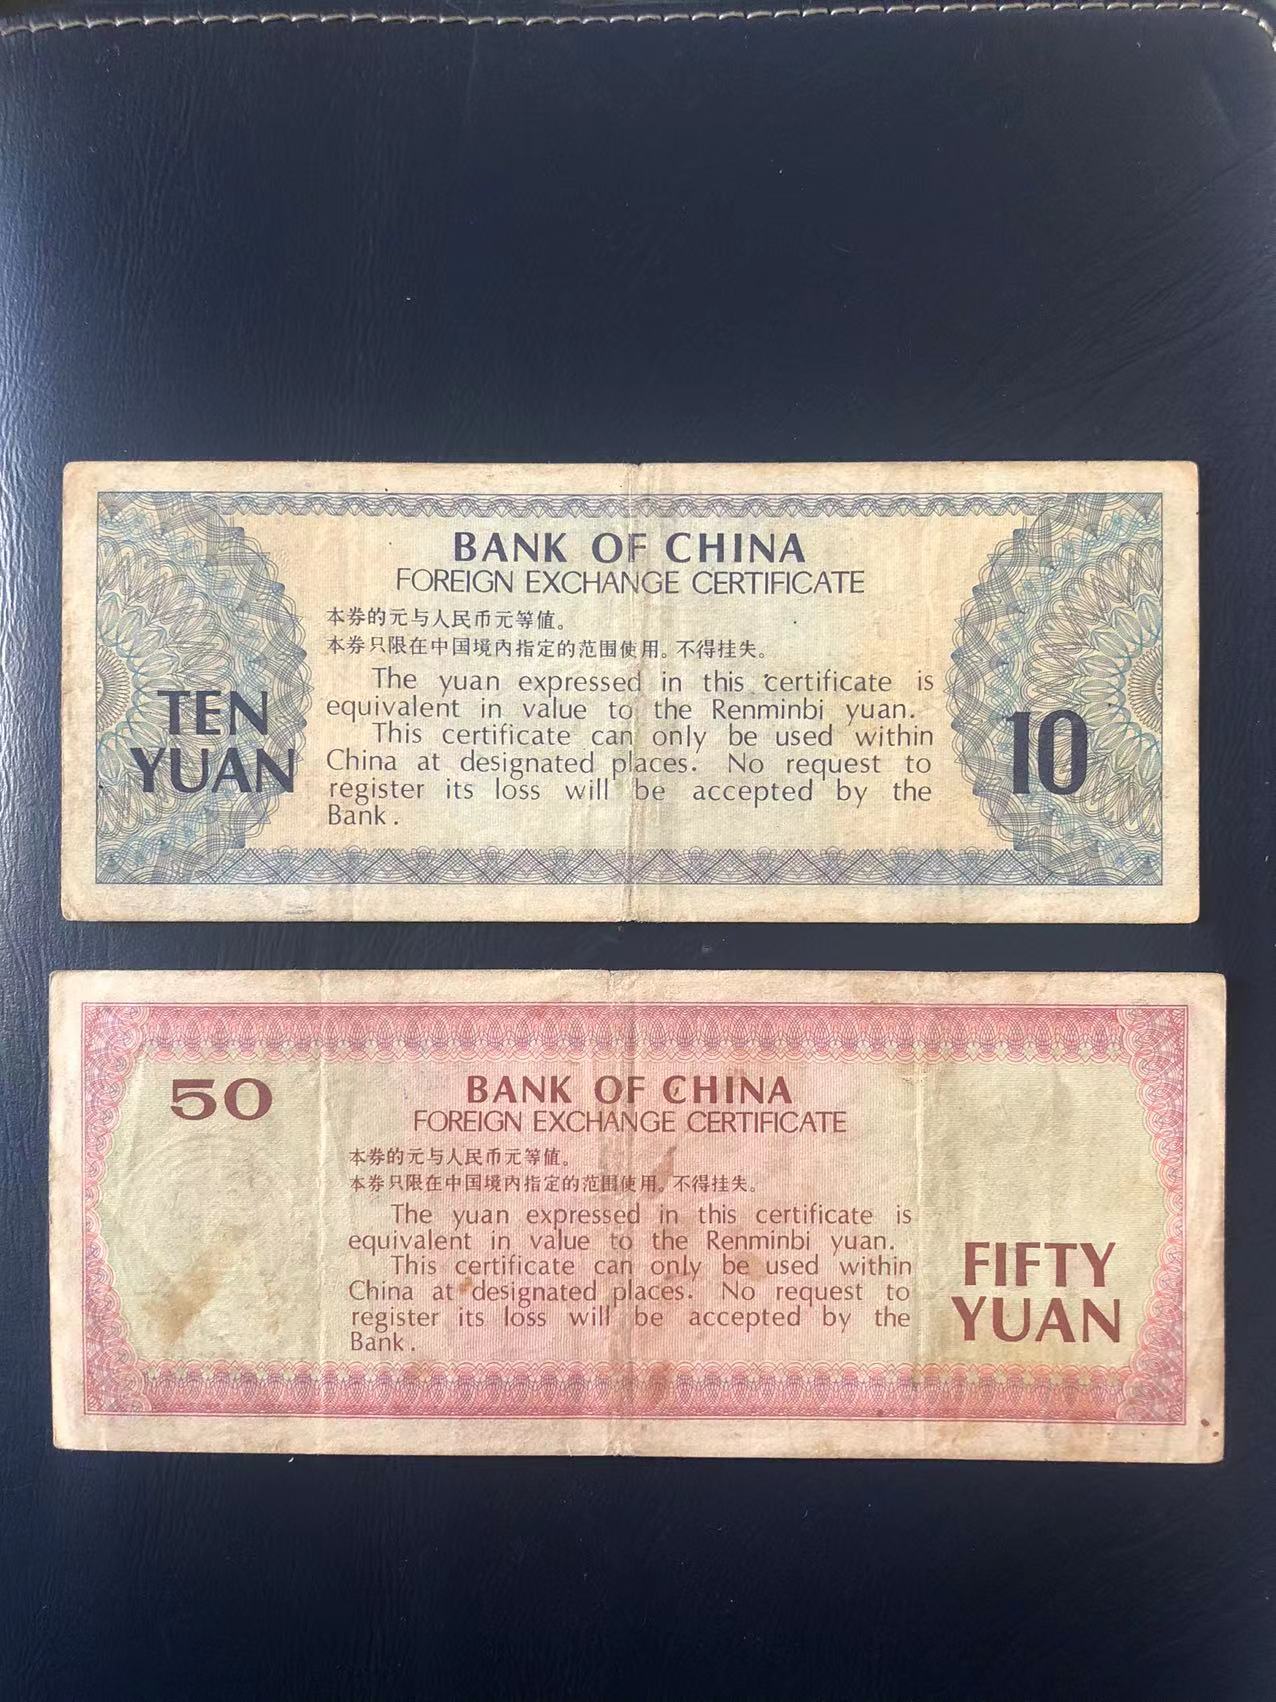 BANK OF CHINA
FOREIGN EXCHANGE CERTIFICATE
本券的元与人民币元等值。
本券只限在中国境内指定的范围使用。不得挂失。
The yuan expressed in this certificate is
equivalent in value to the Renminbi yuan.
This certificate can only be used within
China at designated places. No request to
register its loss will be accepted by the
Bank.
TEN
YUAN
10
50
BANK OF CHINA
FOREIGN EXCHANGE CERTIFICATE
本券的元与人民币元等值。
本券只限在中国境内指定的范围使用。不得挂失。
The yuan expressed in this certificate is
equivalent in value to the Renminbi yuan.
This certificate can only be used within
China at designated places. No request to
register its loss will be accepted by the
Bank.
FIFTY
YUAN